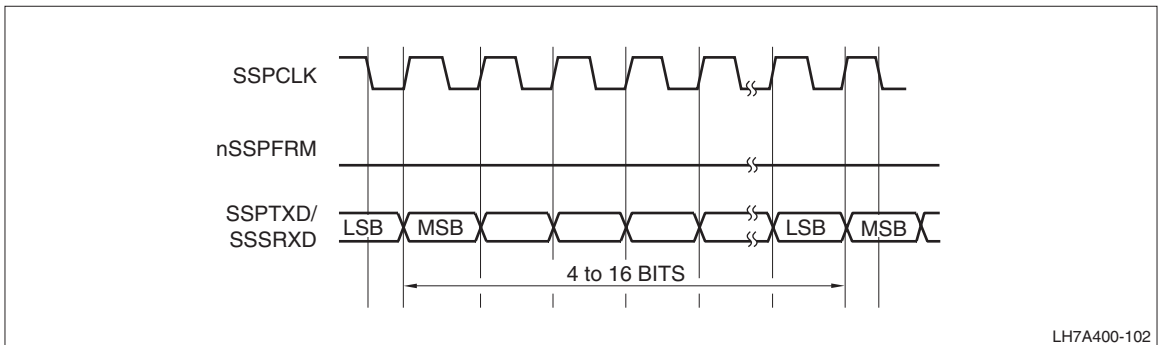 SSPCLK
nSSPFRM
SSPTXD/
SSSRXD
LSB MSB LSB MSB
4 to 16 BITS
LH7A400-102